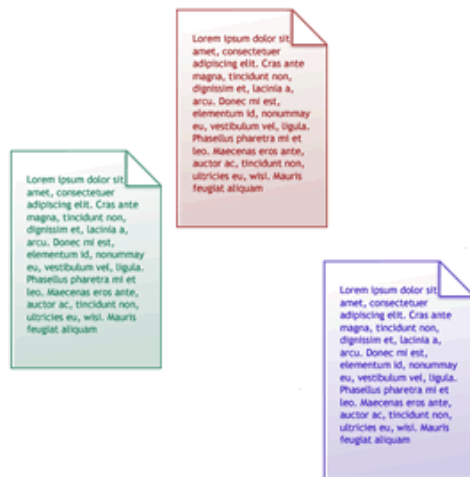 Lorem ipsum dolor sit
amet, consectetuer
adipiscing elit. Cras ante
magna, tincidunt non,
dignissim et, lacinia a,
arcu. Donec mi est,
elementum id, nonummay
eu, vestibulum vel, ligula.
Phasellus pharetra mi et
leo. Maecenas eros ante,
auctor ac, tincidunt non,
ultricies eu, wisi. Mauris
feugiat aliquam
Lorem ipsum dolor sit
amet, consectetuer
adipiscing elit. Cras ante
magna, tincidunt non,
dignissim et, lacinia a,
arcu. Donec mi est,
elementum id, nonummay
eu, vestibulum vel, ligula.
Phasellus pharetra mi et
leo. Maecenas eros ante,
auctor ac, tincidunt non,
ultricies eu, wisi. Mauris
feugiat aliquam
Lorem ipsum dolor sit
amet, consectetuer
adipiscing elit. Cras ante
magna, tincidunt non,
dignissim et, lacinia a,
arcu. Donec mi est,
elementum id, nonummay
eu, vestibulum vel, ligula.
Phasellus pharetra mi et
leo. Maecenas eros ante,
auctor ac, tincidunt non,
ultricies eu, wisi. Mauris
feugiat aliquam